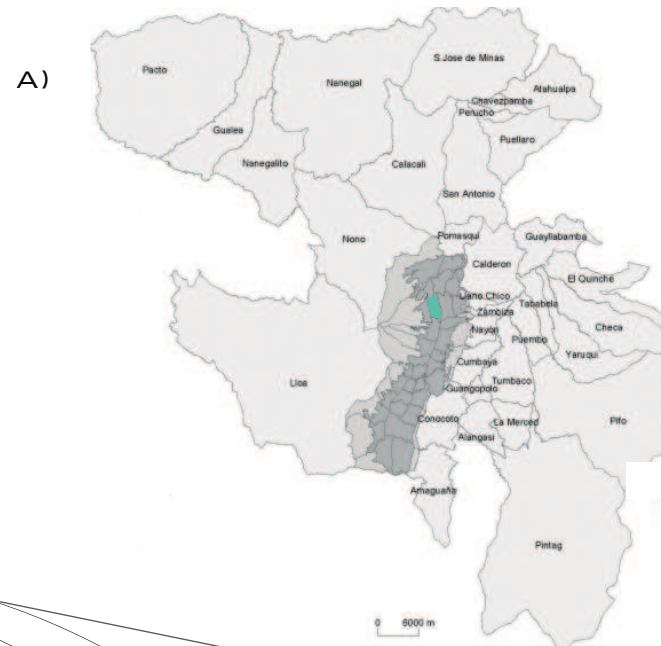 A)
Pacto
Nanegal
S.Jose de Minas
Atahualpa
Chavezpamba
Perucho
Gualea
Puellaro
Nanegalito
Calacali
San Antonio
Nono
Pomasqui
Guayllabamba
Calderon
El Quinche
Llano Chico
Tababela
Zambiza
Checa
Nayon
Puembo
Yaruqui
Cumbaya
Lloa
Tumbaco
Guangopolo
Conocoto
La Merced
Pifo
Alangasi
Amaguaña
Pintag
0 6000 m